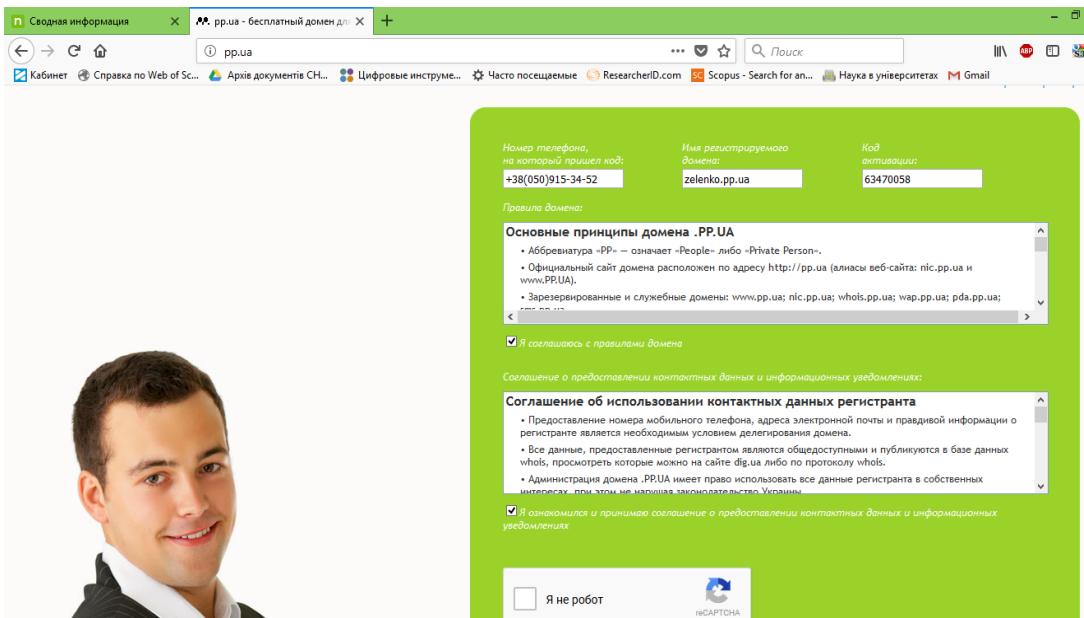 Сводная информация
pp.ua - бесплатный домен для
pp.ua
Поиск
Кабинет
Справка по Web of Sc...
Архів документів СН...
Цифровые инструме...
Часто посещаемые
ResearcherID.com
Scopus - Search for an...
Наука в університетах
Gmail
Номер телефона,
на который пришел код:
Имя регистрируемого
домена:
Код
активации:
+38(050)915-34-52
zelenko.pp.ua
63470058
Правила домена:
Основные принципы домена .PP.UA
• Аббревиатура «PP» — означает «People» либо «Private Person».
• Официальный сайт домена расположен по адресу http://pp.ua (алиасы веб-сайта: nic.pp.ua и
www.PP.UA).
• Зарезервированные и служебные домены: www.pp.ua; nic.pp.ua; whois.pp.ua; wap.pp.ua; pda.pp.ua;
Я соглашаюсь с правилами домена
Соглашение о предоставлении контактных данных и информационных уведомлениях:
Соглашение об использовании контактных данных регистранта
• Предоставление номера мобильного телефона, адреса электронной почты и правдивой информации о
регистранте является необходимым условием делегирования домена.
• Все данные, предоставленные регистрантом являются общедоступными и публикуются в базе данных
whois, просмотреть которые можно на сайте dig.ua либо по протоколу whois.
• Администрация домена .PP.UA имеет право использовать все данные регистранта в собственных
интересах, при этом не нарушая законодательство Украины.
Я ознакомился и принимаю соглашение о предоставлении контактных данных и информационных
уведомлениях
Я не робот
reCAPTCHA